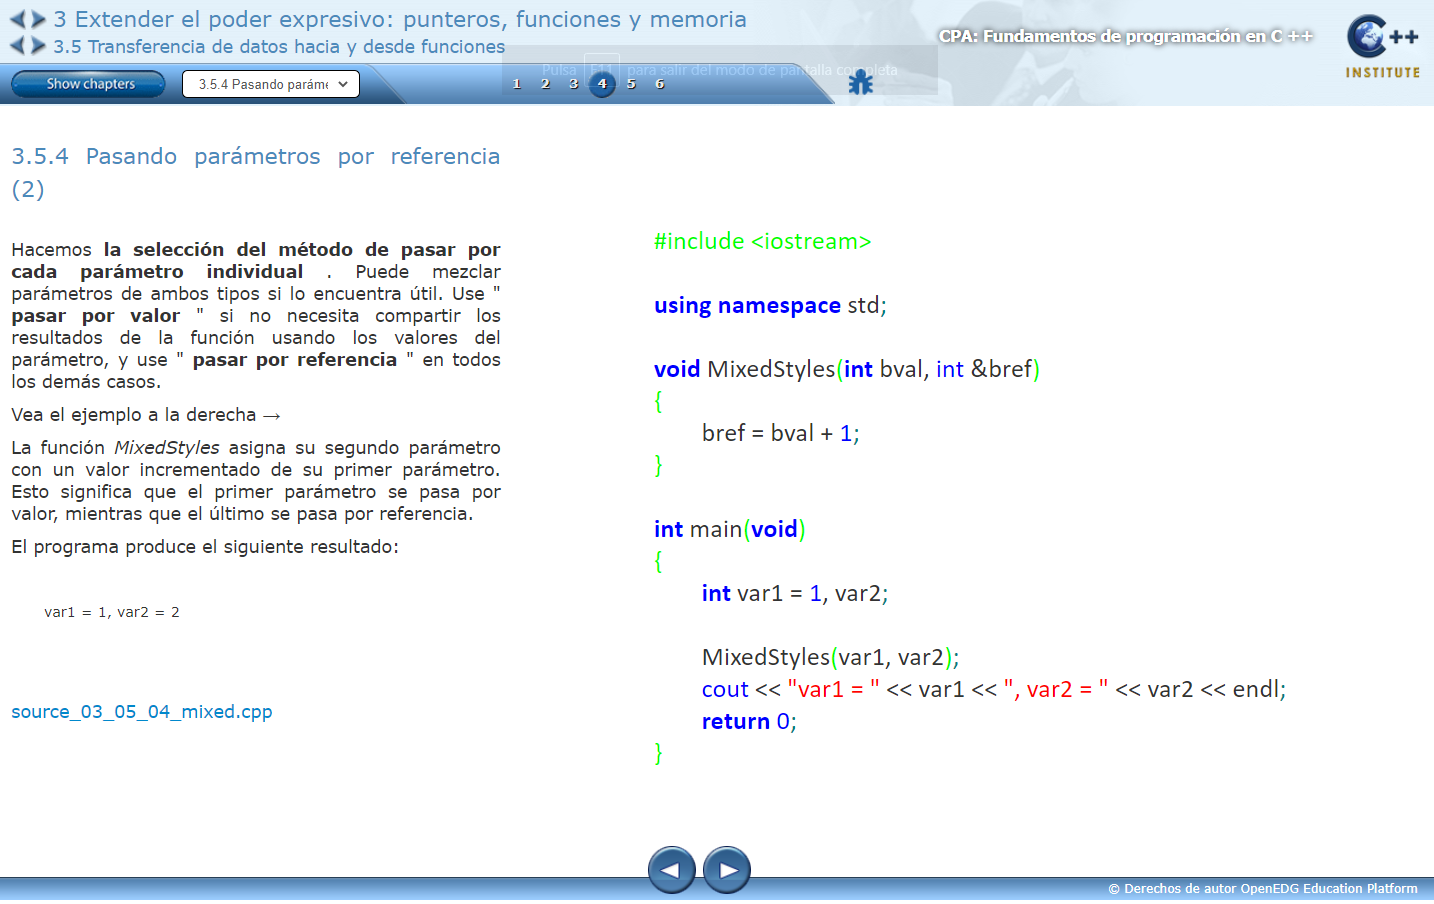 3 Extender el poder expresivo: punteros, funciones y memoria
3.5 Transferencia de datos hacia y desde funciones
CPA: Fundamentos de programación en C ++
C++
INSTITUTE
Pulsa F11 para salir del modo de pantalla completa
Show chapters
3.5.4 Pasando paráme
1 2 3 4 5 6
3.5.4 Pasando parámetros por referencia
(2)
Hacemos la selección del método de pasar por
cada parámetro individual . Puede mezclar
parámetros de ambos tipos si lo encuentra útil. Use "
pasar por valor " si no necesita compartir los
resultados de la función usando los valores del
parámetro, y use " pasar por referencia " en todos
los demás casos.
Vea el ejemplo a la derecha →
La función MixedStyles asigna su segundo parámetro
con un valor incrementado de su primer parámetro.
Esto significa que el primer parámetro se pasa por
valor, mientras que el último se pasa por referencia.
El programa produce el siguiente resultado:
var1 = 1, var2 = 2
source_03_05_04_mixed.cpp
#include <iostream>
using namespace std;
void MixedStyles(int bval, int &bref)
{
bref = bval + 1;
}
int main(void)
{
int var1 = 1, var2;
MixedStyles(var1, var2);
cout << "var1 = " << var1 << ", var2 = " << var2 << endl;
return 0;
}
© Derechos de autor OpenEDG Education Platform